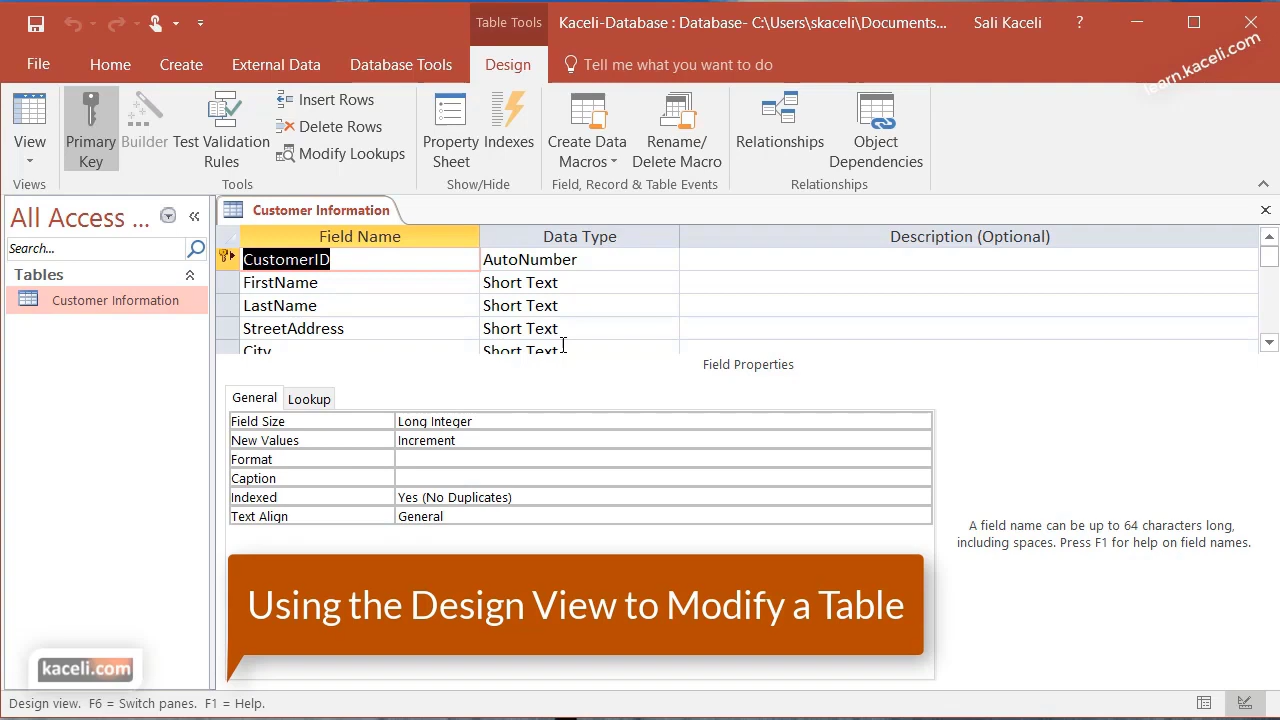 Table Tools
Kaceli-Database : Database- C:\Users\skaceli\Documents...
Sali Kaceli
?
learn.kaceli.com
File
Home
Create
External Data
Database Tools
Design
Tell me what you want to do
View
Primary
Key
Builder
Test Validation
Rules
Insert Rows
Delete Rows
Modify Lookups
Property
Sheet
Indexes
Create Data
Macros
Rename/
Delete Macro
Relationships
Object
Dependencies
Views
Tools
Show/Hide
Field, Record & Table Events
Relationships
All Access ...
Search...
Tables
Customer Information
Customer Information
Field Name
Data Type
Description (Optional)
CustomerID
AutoNumber
FirstName
Short Text
LastName
Short Text
StreetAddress
Short Text
City
Short Text
Field Properties
General
Lookup
Field Size
Long Integer
New Values
Increment
Format
Caption
Indexed
Yes (No Duplicates)
Text Align
General
A field name can be up to 64 characters long,
including spaces. Press F1 for help on field names.
Using the Design View to Modify a Table
kaceli.com
Design view.  F6 = Switch panes.  F1 = Help.